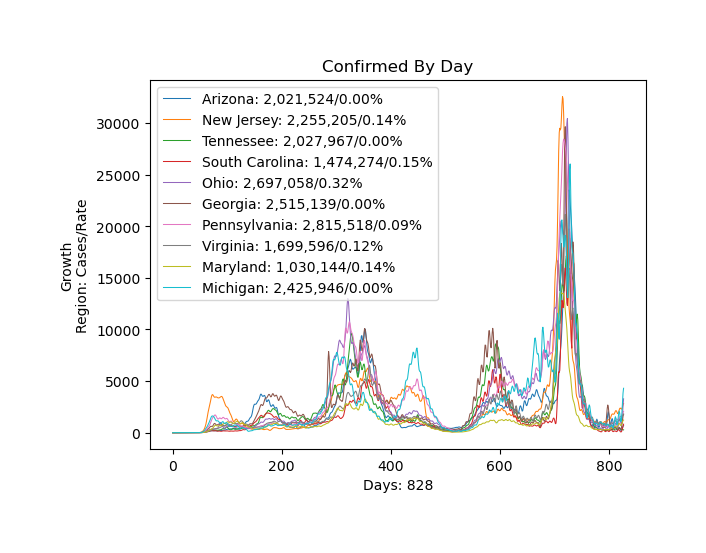 Confirmed By Day
Growth
Region: Cases/Rate
30000
25000
20000
15000
10000
5000
0
Arizona: 2,021,524/0.00%
New Jersey: 2,255,205/0.14%
Tennessee: 2,027,967/0.00%
South Carolina: 1,474,274/0.15%
Ohio: 2,697,058/0.32%
Georgia: 2,515,139/0.00%
Pennsylvania: 2,815,518/0.09%
Virginia: 1,699,596/0.12%
Maryland: 1,030,144/0.14%
Michigan: 2,425,946/0.00%
0 200 400 600 800
Days: 828